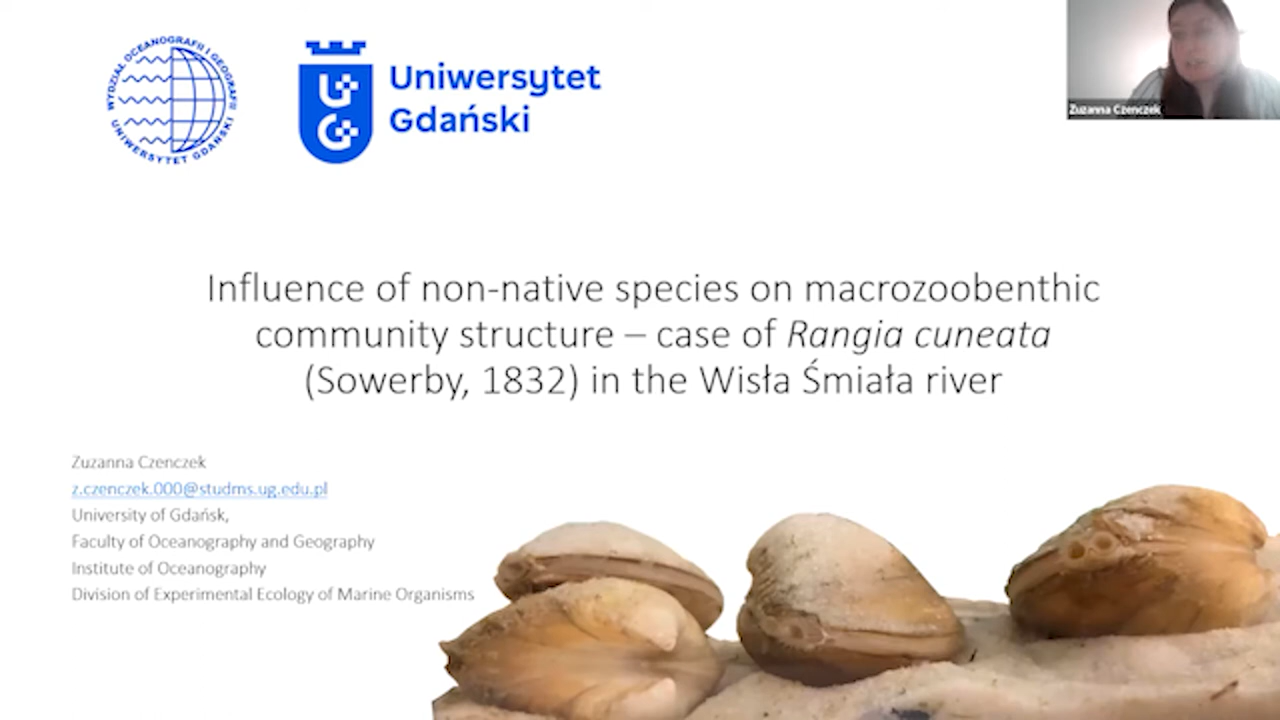 WYDZIAŁ OCEANOGRAFII I GEOGRAFII
UNIWERSYTET GDAŃSKI
UG
Uniwersytet
Gdański
Zuzanna Czenczek
Influence of non-native species on macrozoobenthic
community structure – case of Rangia cuneata
(Sowerby, 1832) in the Wisła Śmiała river
Zuzanna Czenczek
z.czenczek.000@studms.ug.edu.pl
University of Gdańsk,
Faculty of Oceanography and Geography
Institute of Oceanography
Division of Experimental Ecology of Marine Organisms